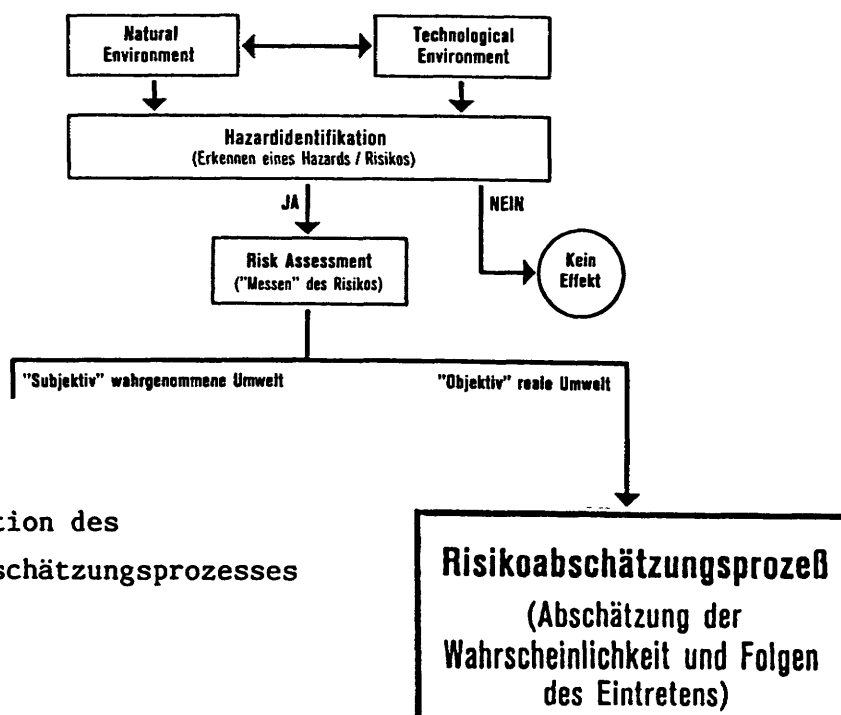 Natural
Environment
Technological
Environment
Hazardidentifikation
(Erkennen eines Hazards / Risikos)
JA
NEIN
Risk Assessment
("Messen" des Risikos)
Kein
Effekt
"Subjektiv" wahrgenommene Umwelt
"Objektiv" reale Umwelt
tion des
schätzungsprozesses
Risikoabschätzungsprozeß
(Abschätzung der
Wahrscheinlichkeit und Folgen
des Eintretens)